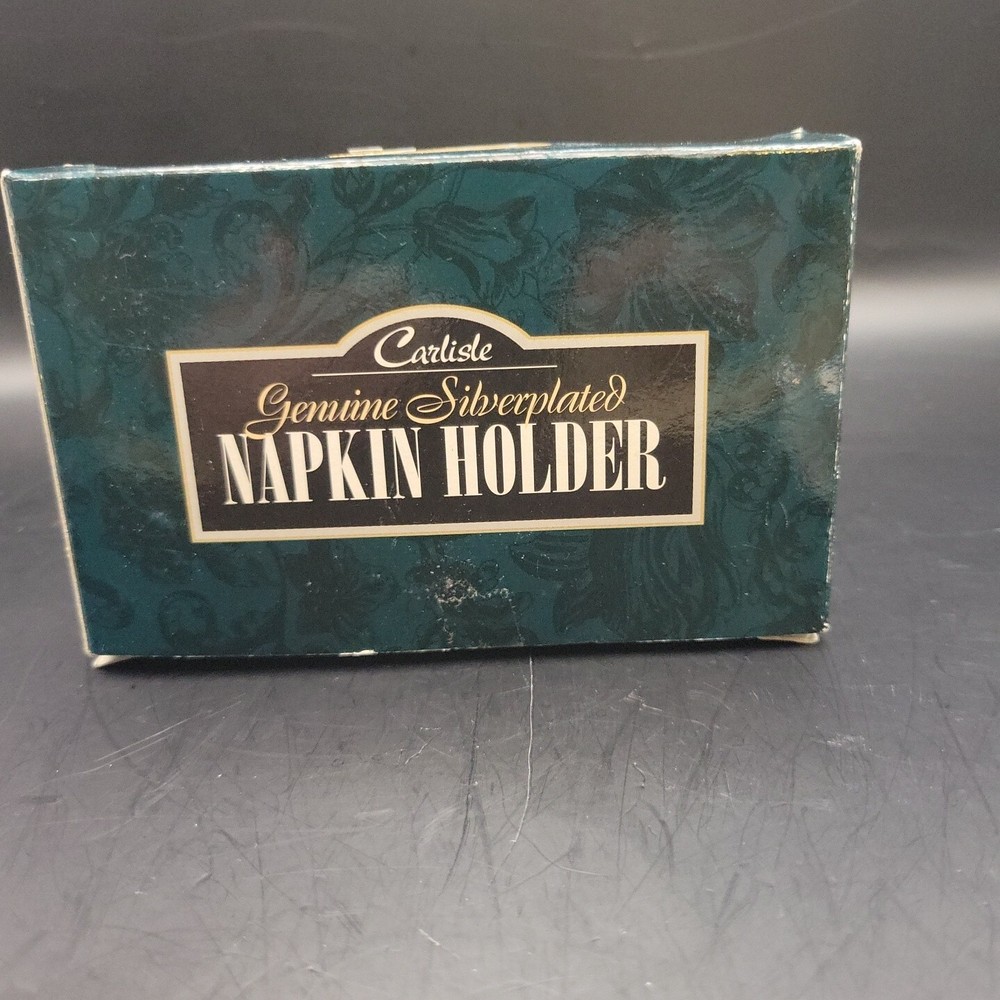 Carlisle
Genuine Silverplated
NAPKIN HOLDER